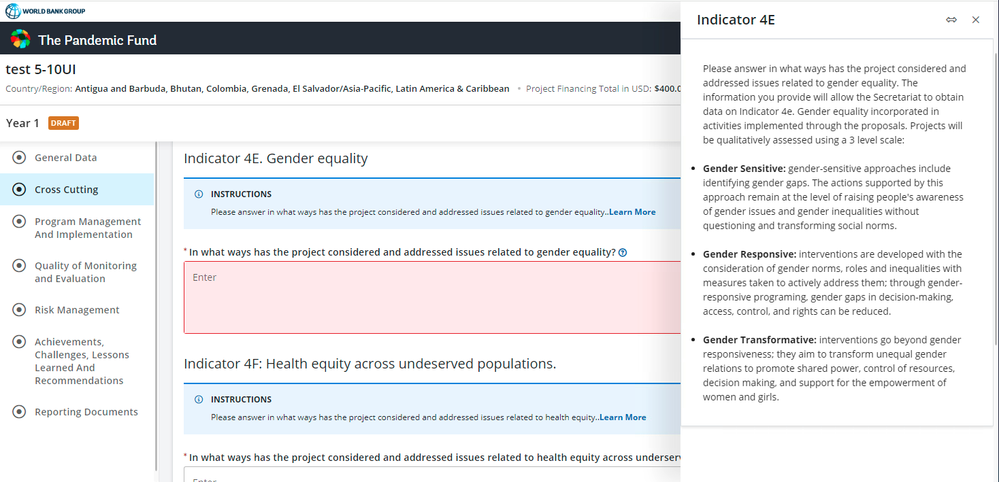 WORLD BANK GROUP
The Pandemic Fund
test 5-10UI
Country/Region: Antigua and Barbuda, Bhutan, Colombia, Grenada, El Salvador/Asia-Pacific, Latin America & Caribbean • Project Financing Total in USD: $400.0
Year 1 DRAFT
General Data
Cross Cutting
Program Management
And Implementation
Quality of Monitoring
and Evaluation
Risk Management
Achievements,
Challenges, Lessons
Learned And
Recommendations
Reporting Documents
Indicator 4E. Gender equality
INSTRUCTIONS
Please answer in what ways has the project considered and addressed issues related to gender equality..Learn More
* In what ways has the project considered and addressed issues related to gender equality?
Enter
Indicator 4F: Health equity across undeserved populations.
INSTRUCTIONS
Please answer in what ways has the project considered and addressed issues related to health equity..Learn More
* In what ways has the project considered and addressed issues related to health equity across underser
Enter
Indicator 4E
Please answer in what ways has the project considered and
addressed issues related to gender equality. The
information you provide will allow the Secretariat to obtain
data on Indicator 4e. Gender equality incorporated in
activities implemented through the proposals. Projects will
be qualitatively assessed using a 3 level scale:
• Gender Sensitive: gender-sensitive approaches include
identifying gender gaps. The actions supported by this
approach remain at the level of raising people's awareness
of gender issues and gender inequalities without
questioning and transforming social norms.
• Gender Responsive: interventions are developed with the
consideration of gender norms, roles and inequalities with
measures taken to actively address them; through gender-
responsive programing, gender gaps in decision-making,
access, control, and rights can be reduced.
• Gender Transformative: interventions go beyond gender
responsiveness; they aim to transform unequal gender
relations to promote shared power, control of resources,
decision making, and support for the empowerment of
women and girls.